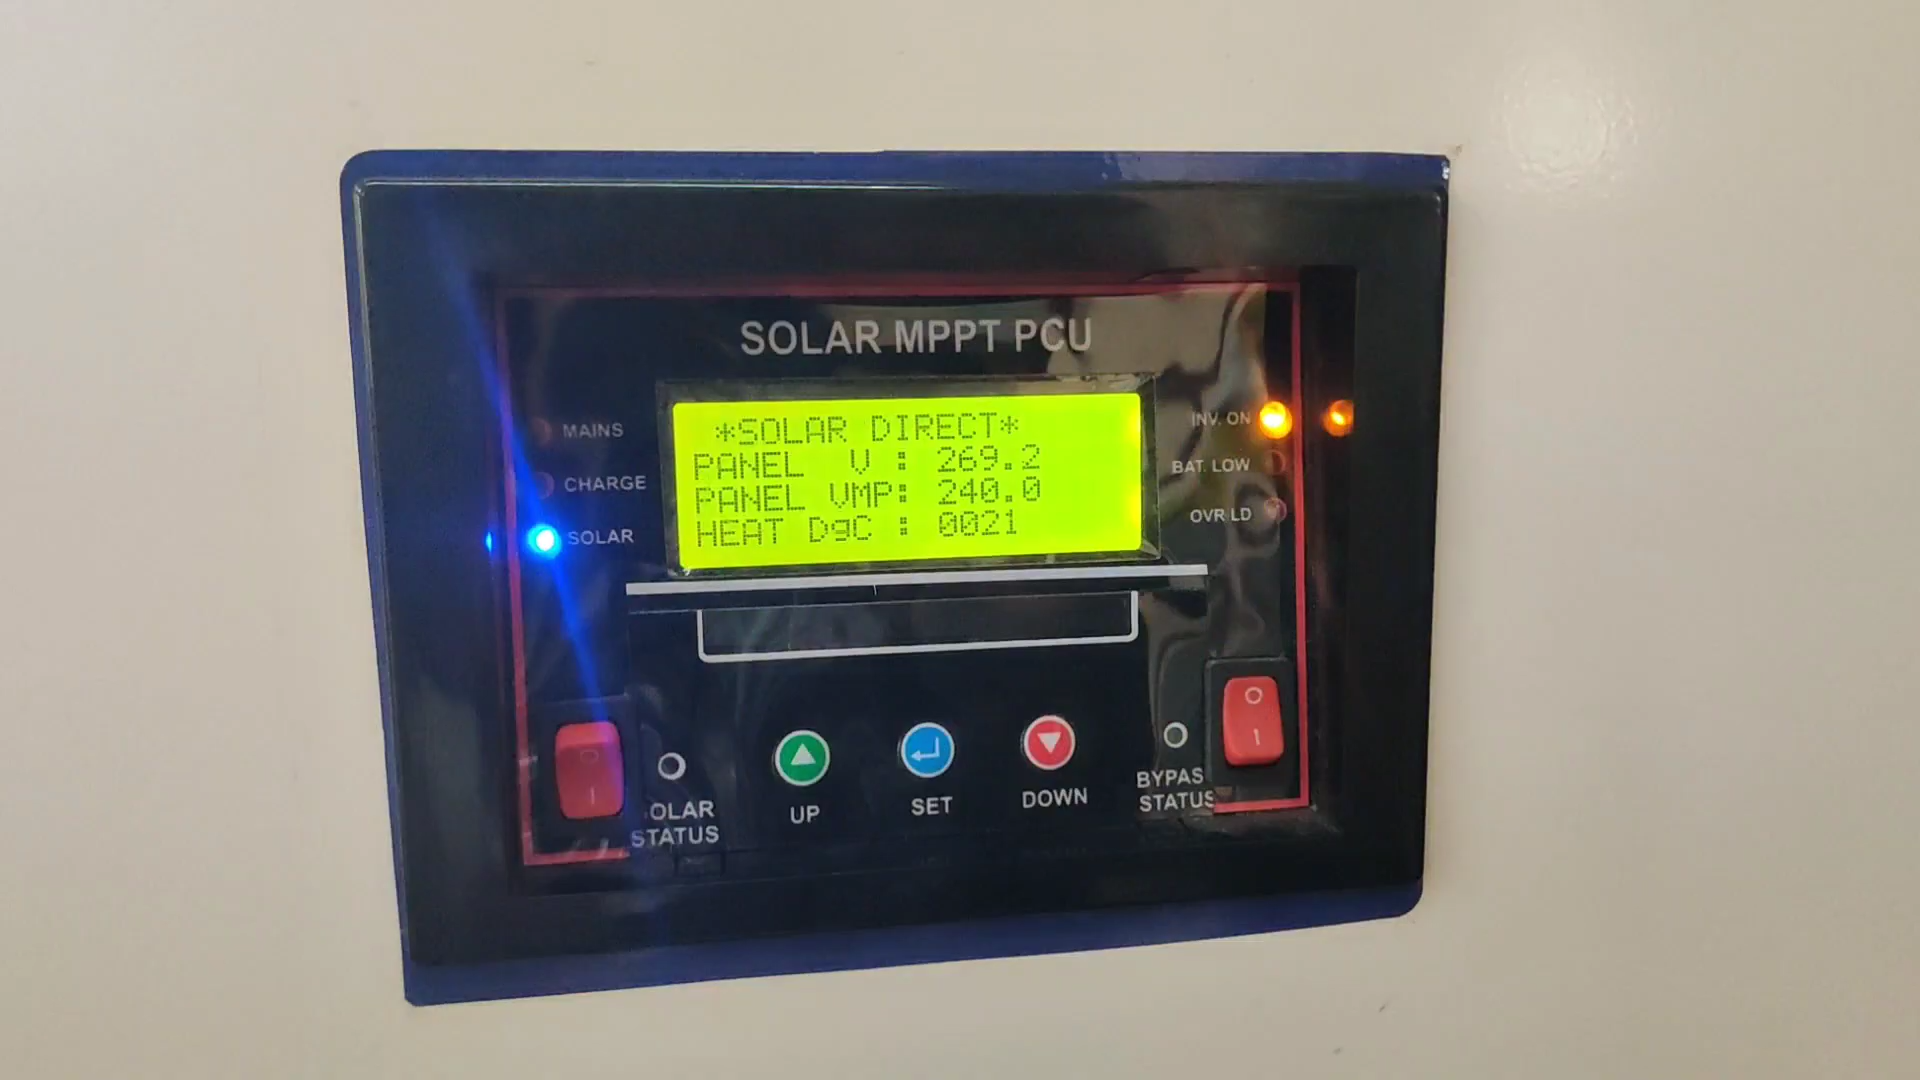 SOLAR MPPT PCU
MAINS
CHARGE
SOLAR
*SOLAR DIRECT*
PANEL V : 269.2
PANEL VMP: 240.0
HEAT DgC : 0021
INV. ON
BAT. LOW
OVR LD
OLAR
STATUS
UP
SET
DOWN
BYPAS
STATUS